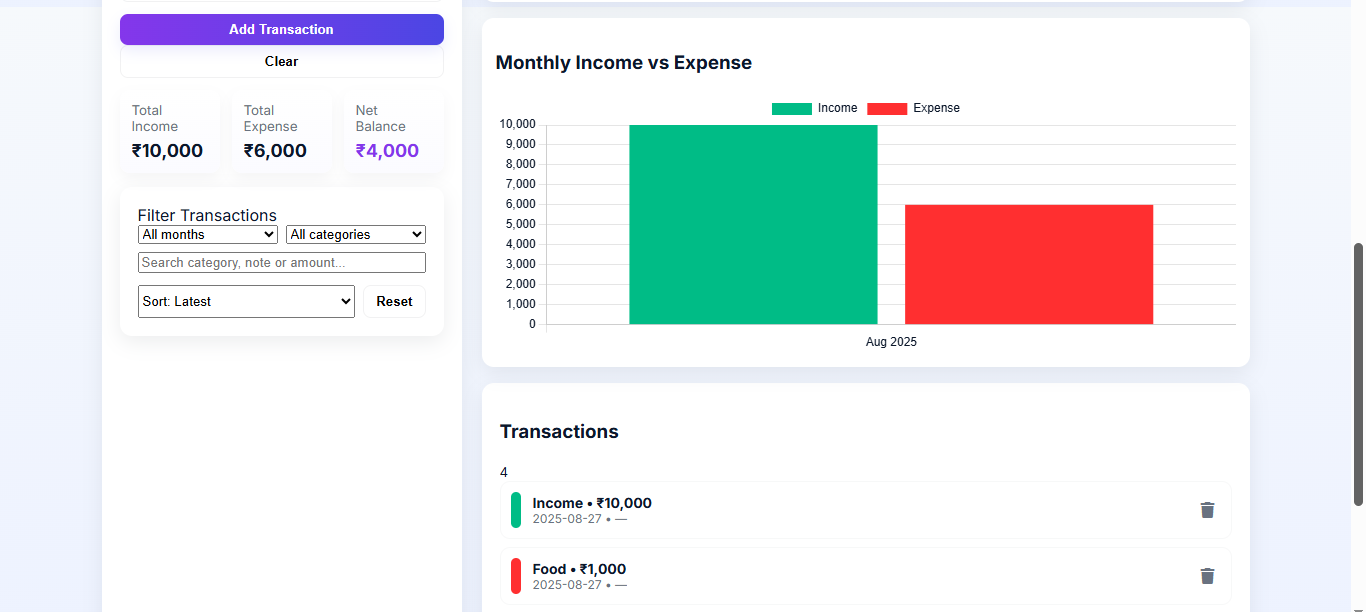 Add Transaction
Clear
Total
Income
₹10,000
Total
Expense
₹6,000
Net
Balance
₹4,000
Filter Transactions
All months
All categories
Search category, note or amount...
Sort: Latest
Reset
Monthly Income vs Expense
Income
Expense
10,000
9,000
8,000
7,000
6,000
5,000
4,000
3,000
2,000
1,000
0
Aug 2025
Transactions
4
Income • ₹10,000
2025-08-27 • —
Food • ₹1,000
2025-08-27 • —